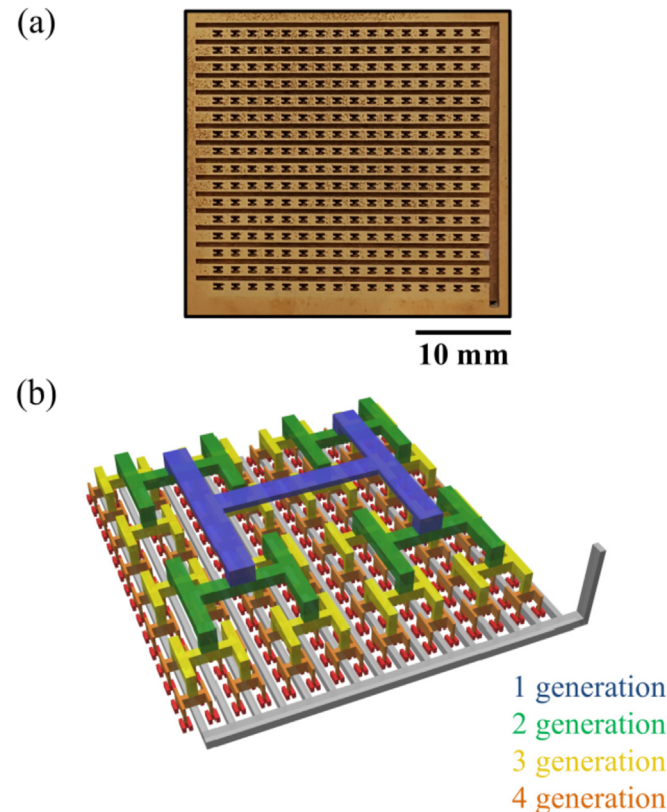 (a)
10 mm
(b)
1 generation
2 generation
3 generation
4 generation